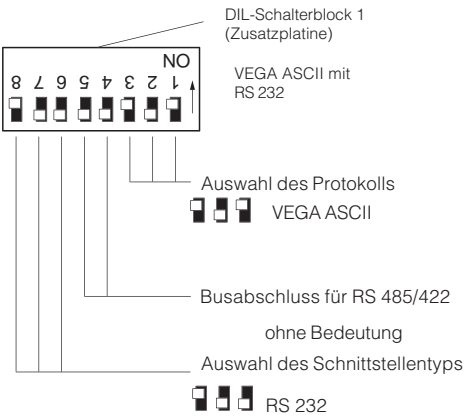 DIL-Schalterblock 1
(Zusatzplatine)
VEGA ASCII mit
RS 232
ON
8 7 6 5 4 3 2 1
Auswahl des Protokolls
VEGA ASCII
Busabschluss für RS 485/422
ohne Bedeutung
Auswahl des Schnittstellentyps
RS 232